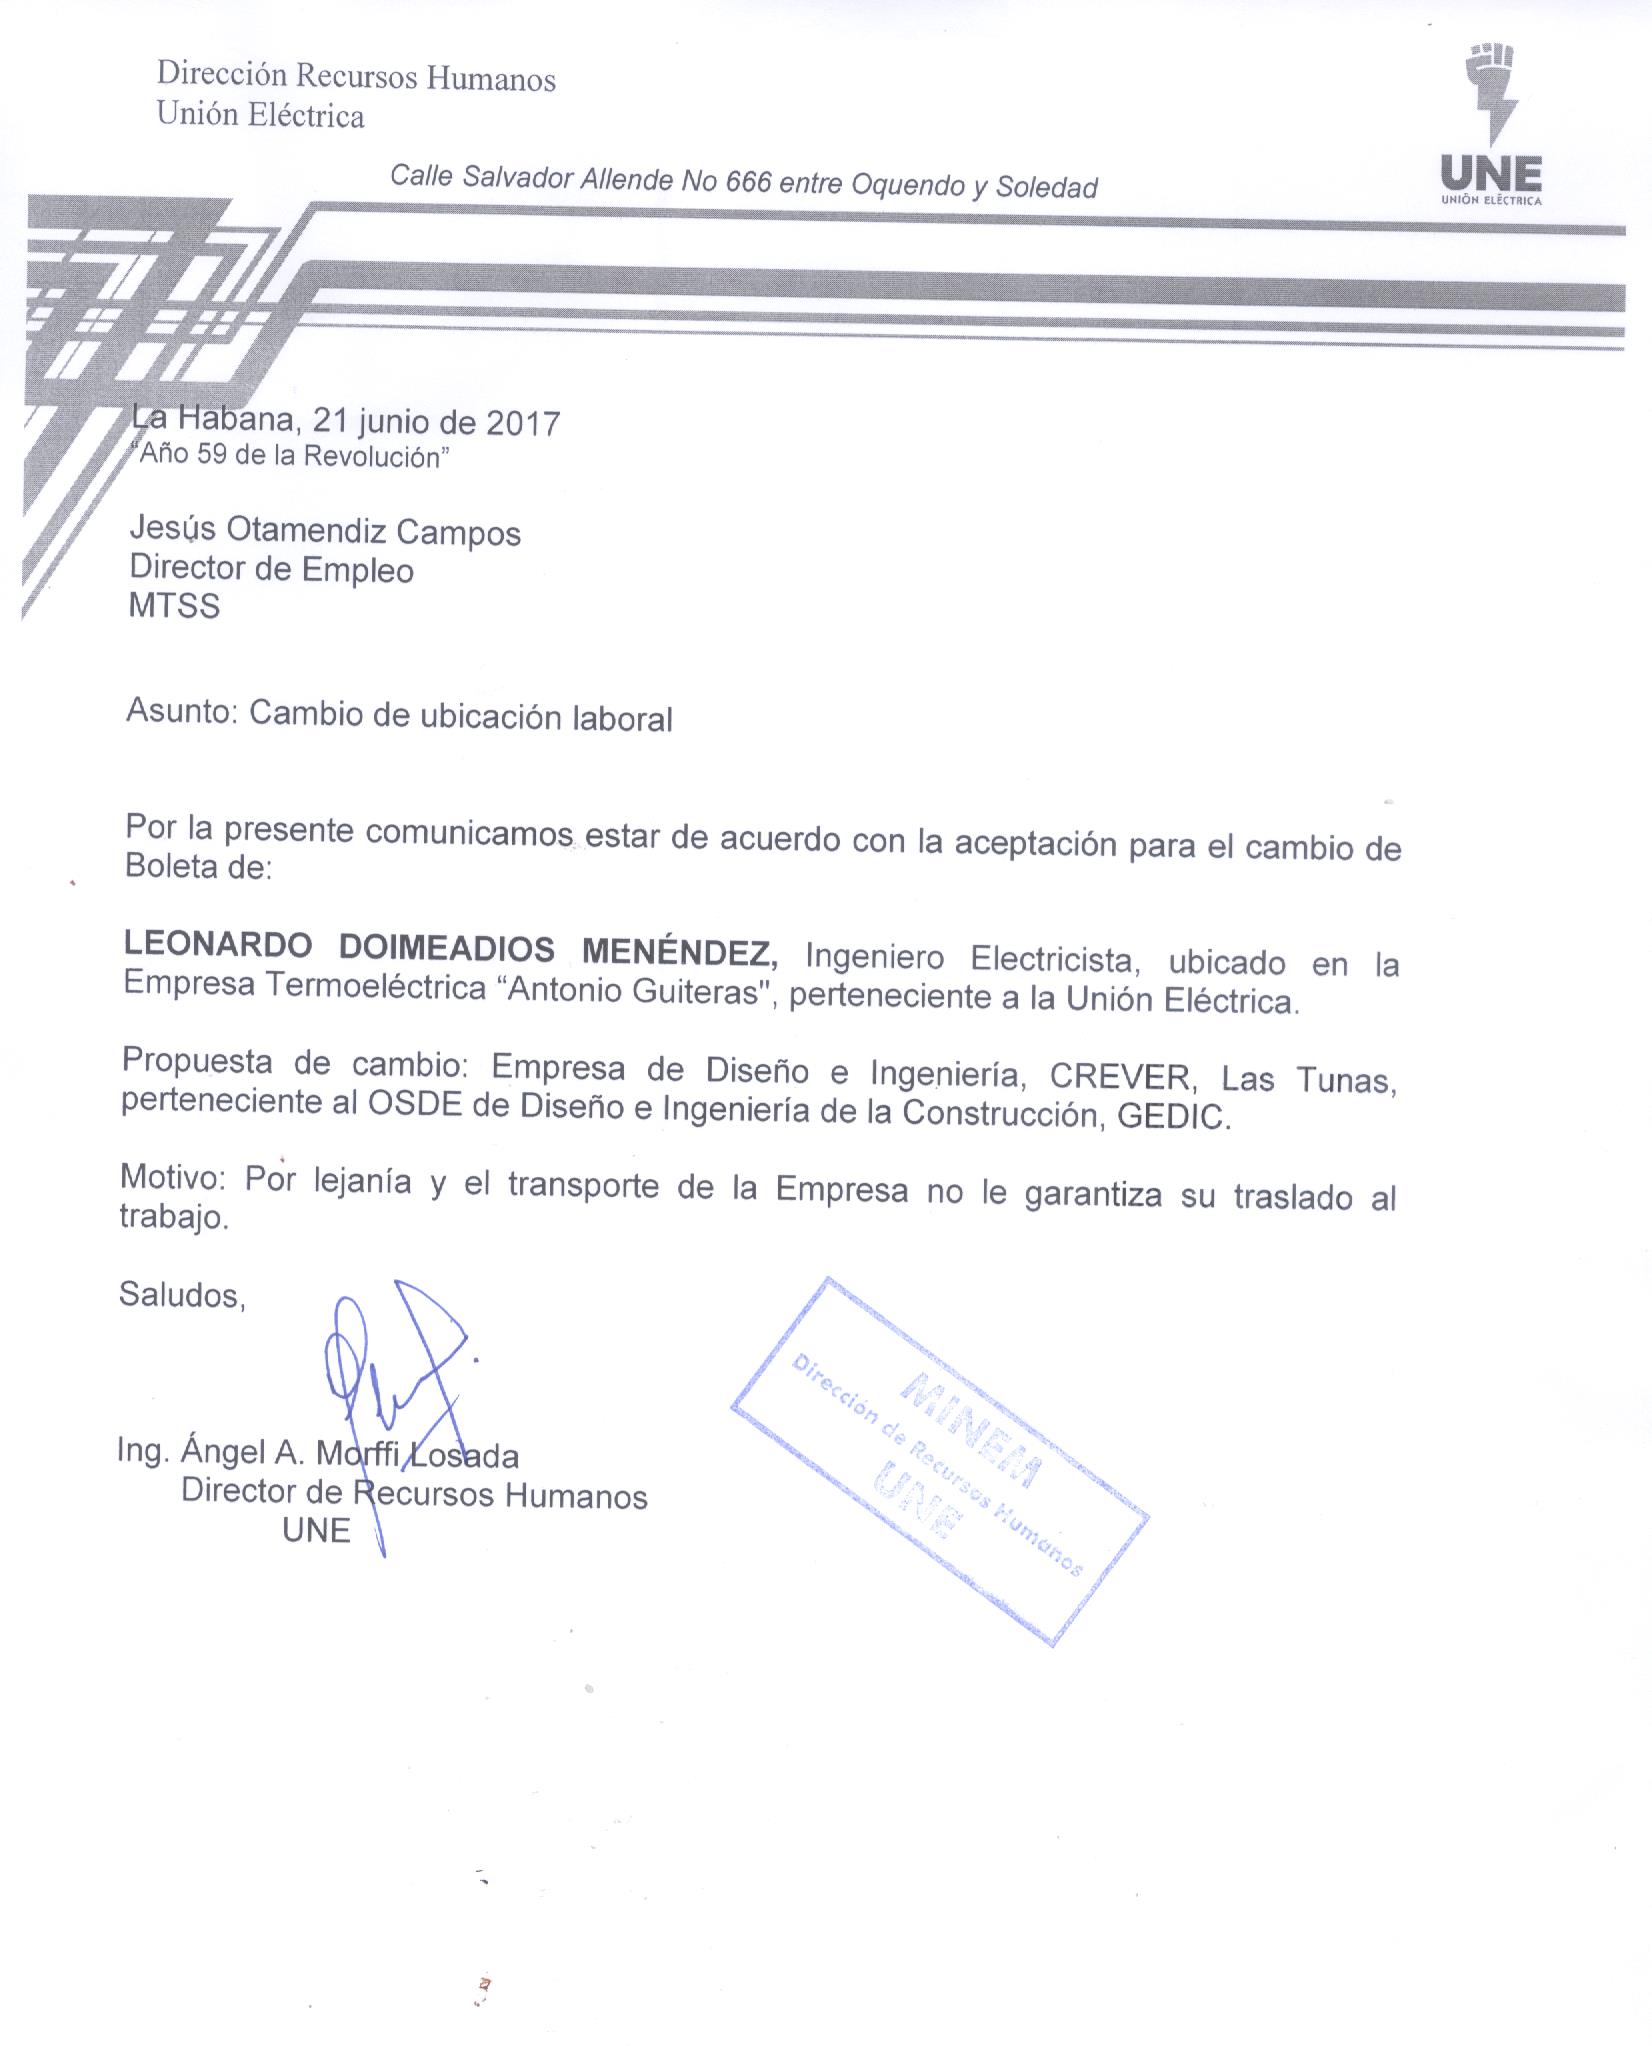 Dirección Recursos Humanos
Unión Eléctrica
UNE
UNIÓN ELÉCTRICA
Calle Salvador Allende No 666 entre Oquendo y Soledad
La Habana, 21 junio de 2017
“Año 59 de la Revolución”
Jesús Otamendiz Campos
Director de Empleo
MTSS
Asunto: Cambio de ubicación laboral
Por la presente comunicamos estar de acuerdo con la aceptación para el cambio de
Boleta de:
LEONARDO DOIMEADIOS MENÉNDEZ, Ingeniero Electricista, ubicado en la
Empresa Termoeléctrica “Antonio Guiteras", perteneciente a la Unión Eléctrica.
Propuesta de cambio: Empresa de Diseño e Ingeniería, CREVER, Las Tunas,
perteneciente al OSDE de Diseño e Ingeniería de la Construcción, GEDIC.
Motivo: Por lejanía y el transporte de la Empresa no le garantiza su traslado al
trabajo.
Saludos,
Ing. Ángel A. Morffi Losada
Director de Recursos Humanos
UNE
MINEM
Dirección de Recursos Humanos
UNE